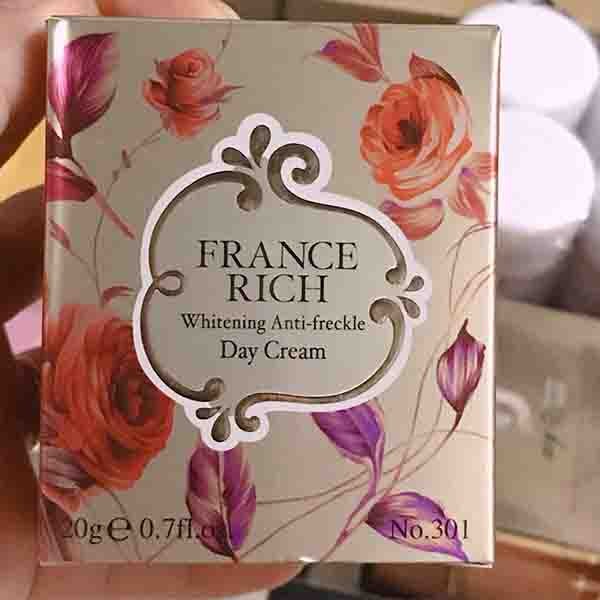 FRANCE
RICH
Whitening Anti-freckle
Day Cream
20g ℮ 0.7fl.oz
No.301